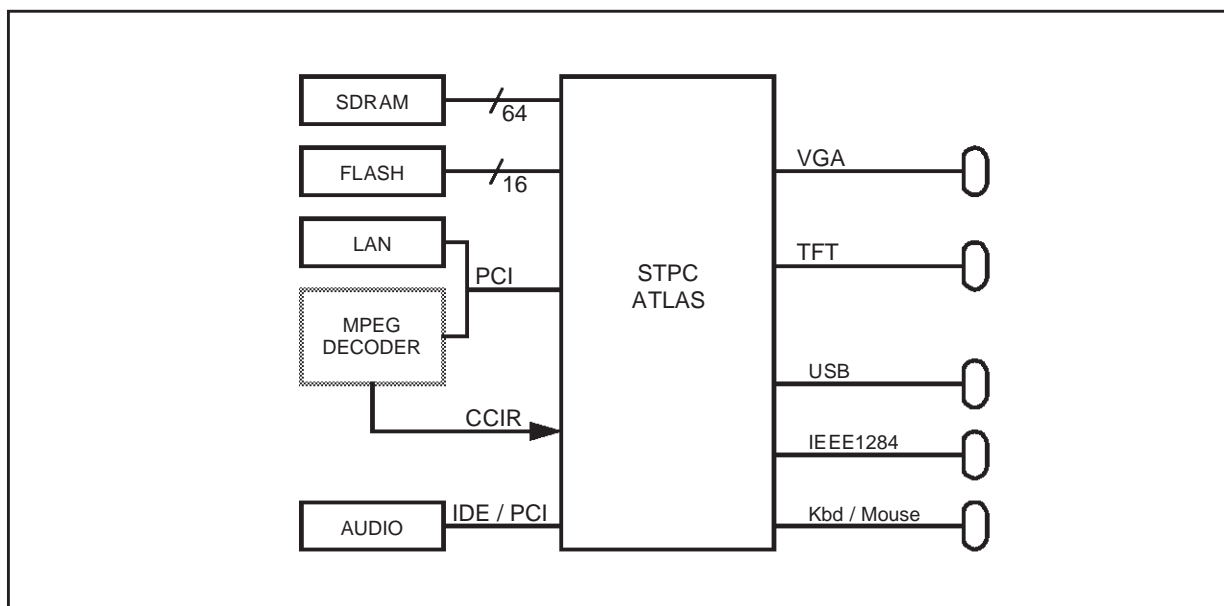 SDRAM
64
FLASH
16
LAN
PCI
MPEG
DECODER
CCIR
AUDIO
IDE / PCI
STPC
ATLAS
VGA
TFT
USB
IEEE1284
Kbd / Mouse